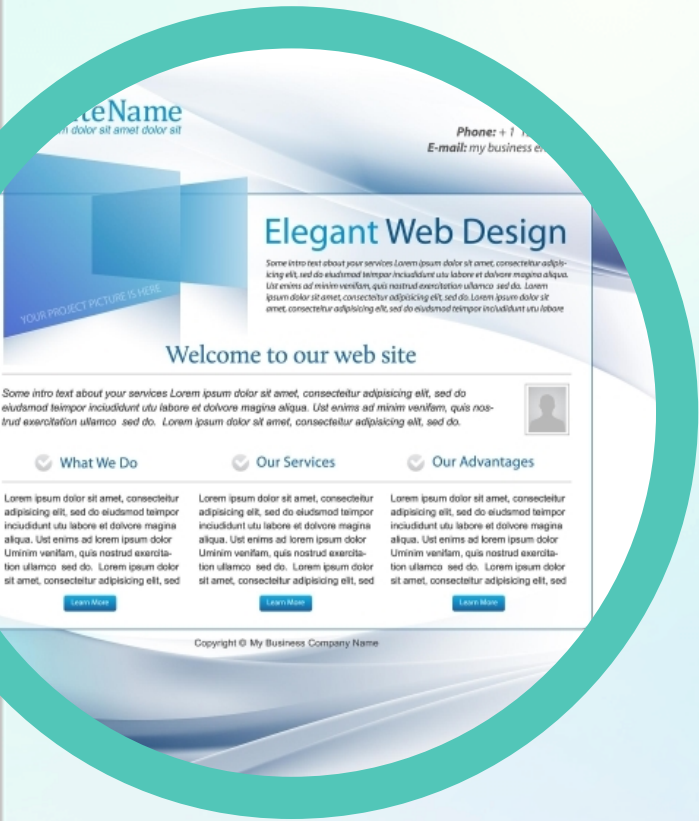 teName
dolor sit amet dolor sit
Phone: + 1
E-mail: my business
Elegant Web Design
Some intro text about your services Lorem ipsum dolor sit amet, consecteitur adipis-
icing elit, sed do eiudsmod teimpor inciudidunt utu labore et dolvore magina aliqua.
Ust enims ad minim venifam, quis nostrud exercitation ullamco sed do. Lorem
ipsum dolor sit amet, consecteitur adipisicing elit, sed do. Lorem ipsum dolor sit
amet, consecteitur adipisicing elit, sed do eiudsmod teimpor inciudidunt utu labore
YOUR PROJECT PICTURE IS HERE
Welcome to our web site
Some intro text about your services Lorem ipsum dolor sit amet, consecteitur adipisicing elit, sed do
eiudsmod teimpor inciudidunt utu labore et dolvore magina aliqua. Ust enims ad minim venifam, quis nos-
trud exercitation ullamco sed do. Lorem ipsum dolor sit amet, consecteitur adipisicing elit, sed do.
What We Do
Lorem ipsum dolor sit amet, consecteitur
adipisicing elit, sed do eiudsmod teimpor
inciudidunt utu labore et dolvore magina
aliqua. Ust enims ad lorem ipsum dolor
Uminim venifam, quis nostrud exercita-
tion ullamco sed do. Lorem ipsum dolor
sit amet, consecteitur adipisicing elit, sed
Learn More
Our Services
Lorem ipsum dolor sit amet, consecteitur
adipisicing elit, sed do eiudsmod teimpor
inciudidunt utu labore et dolvore magina
aliqua. Ust enims ad lorem ipsum dolor
Uminim venifam, quis nostrud exercita-
tion ullamco sed do. Lorem ipsum dolor
sit amet, consecteitur adipisicing elit, sed
Learn More
Our Advantages
Lorem ipsum dolor sit amet, consecteitur
adipisicing elit, sed do eiudsmod teimpor
inciudidunt utu labore et dolvore magina
aliqua. Ust enims ad lorem ipsum dolor
Uminim venifam, quis nostrud exercita-
tion ullamco sed do. Lorem ipsum dolor
sit amet, consecteitur adipisicing elit, sed
Learn More
Copyright © My Business Company Name